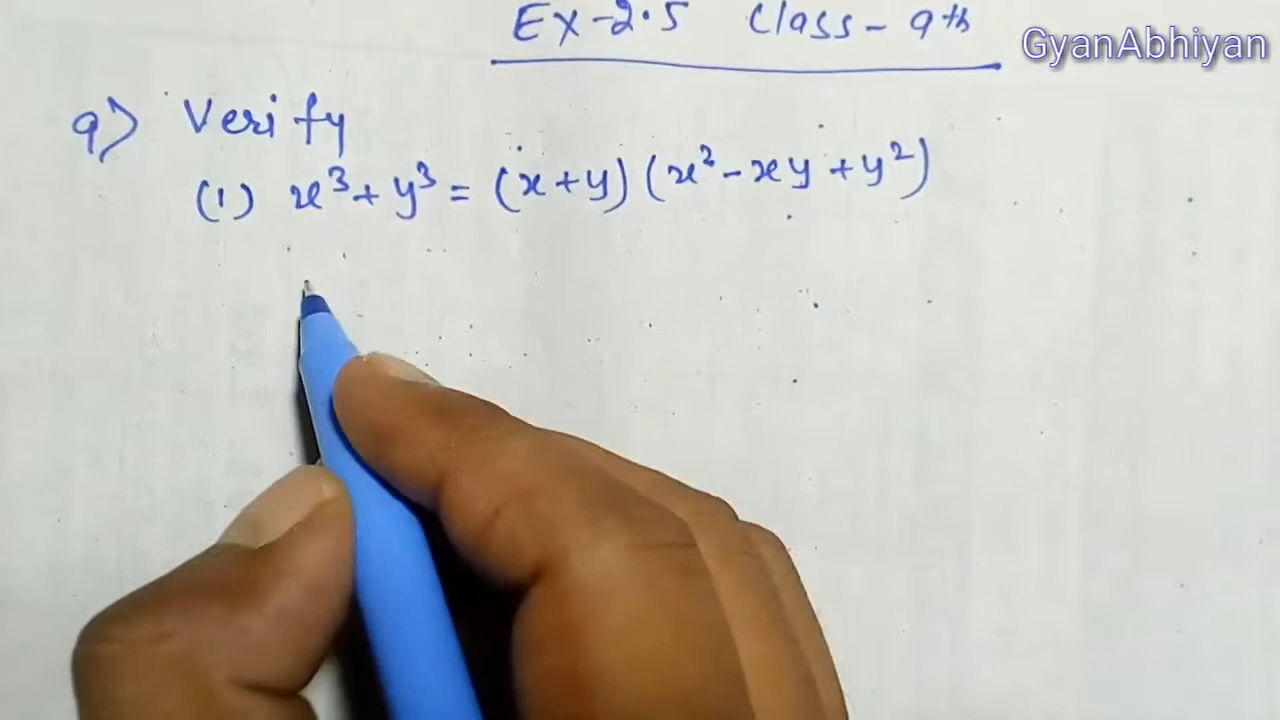 Ex-2.5 Class-9th
GyanAbhiyan
9) Verify
(1) x³+y³ = (x+y) (x²-xy+y²)